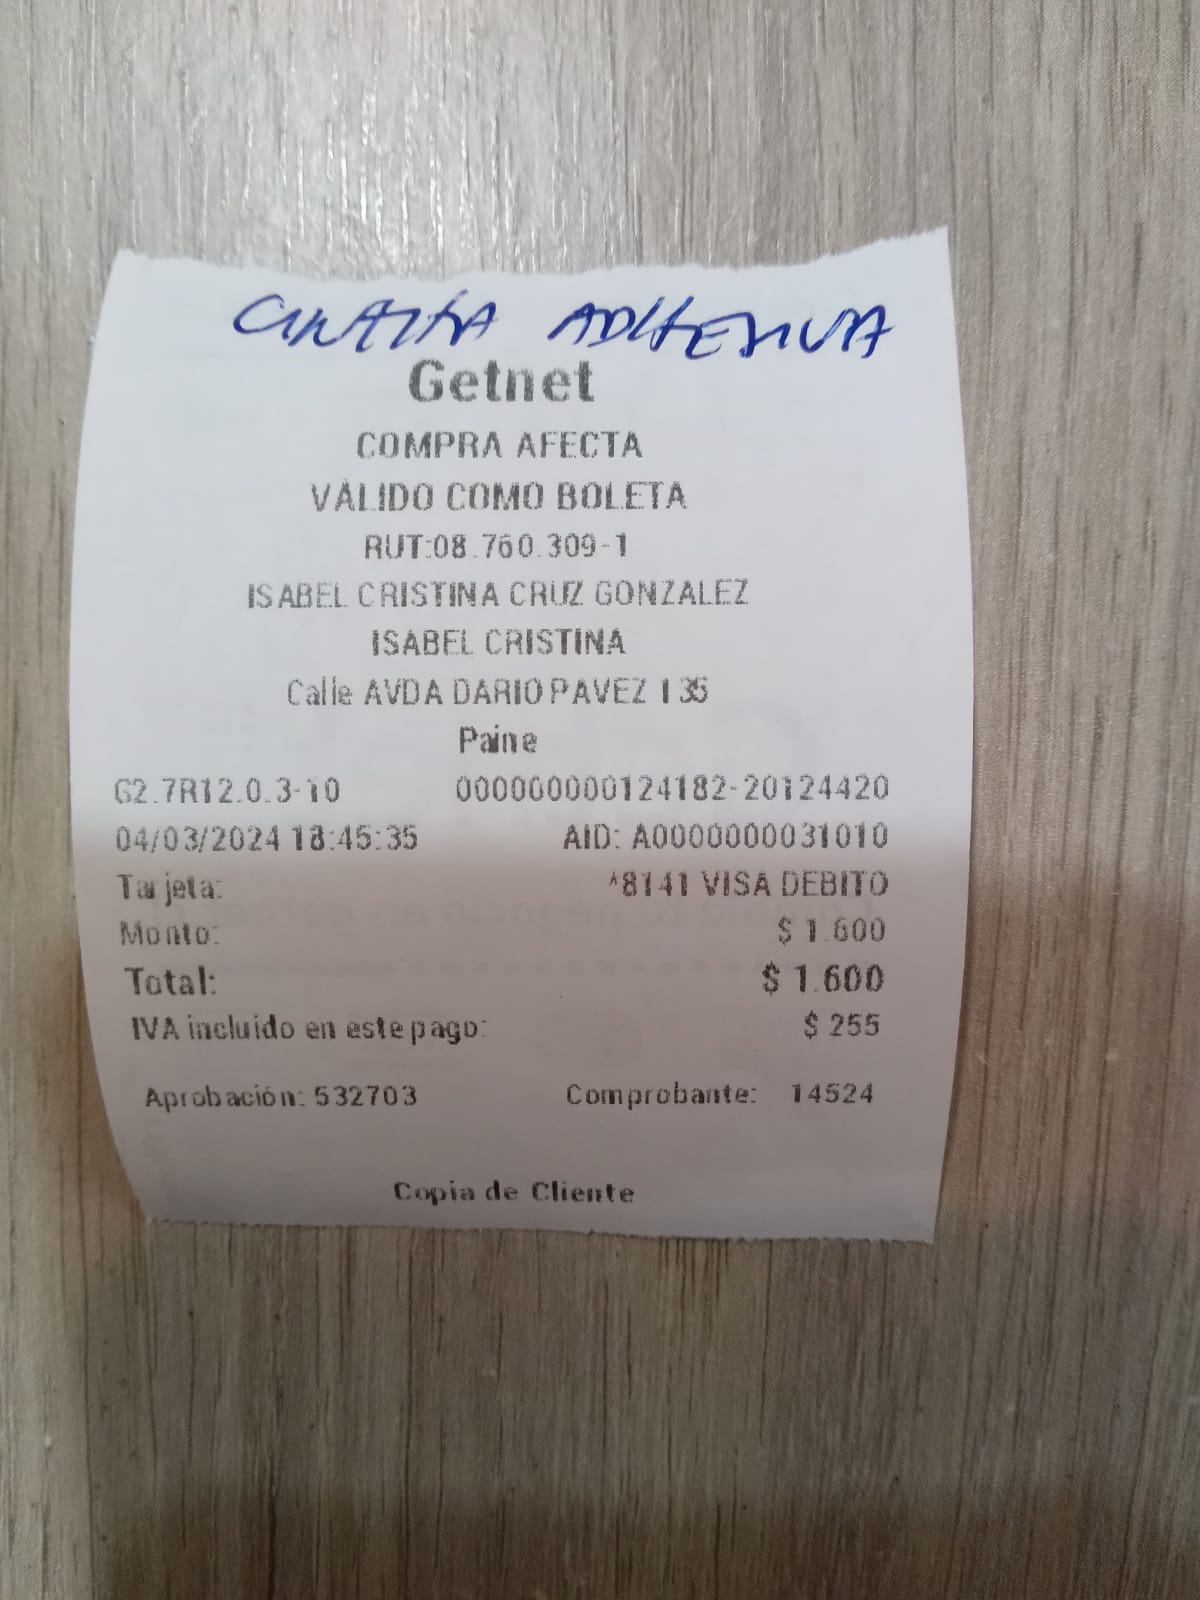 CINTITA ADHESIVA
Getnet
COMPRA AFECTA
VÁLIDO COMO BOLETA
RUT:08.760.309-1
ISABEL CRISTINA CRUZ GONZALEZ
ISABEL CRISTINA
Calle AVDA DARIO PAVEZ 135
Paine
G2.7R12.0.3-10 000000000124182-20124420
04/03/2024 18:45:35 AID: A0000000031010
Tarjeta: *8141 VISA DEBITO
Monto: $ 1.600
Total: $ 1.600
IVA incluido en este pago: $ 255
Aprobación: 532703 Comprobante: 14524
Copia de Cliente